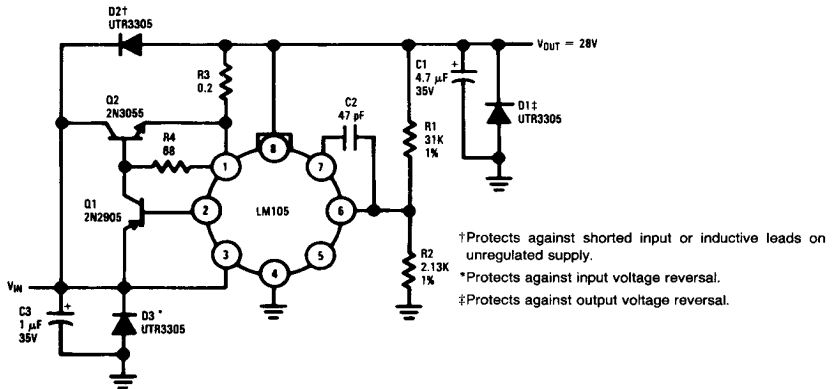 D2†
UTR3305
VOUT = 28V
R3
0.2
C1
4.7 μF
35V
+
D1‡
UTR3305
Q2
2N3055
C2
47 pF
R4
68
R1
31K
1%
1
8
7
Q1
2N2905
2
LM105
6
3
4
5
R2
2.13K
1%
†Protects against shorted input or inductive leads on
unregulated supply.
*Protects against input voltage reversal.
‡Protects against output voltage reversal.
VIN
C3
1 μF
35V
+
D3*
UTR3305